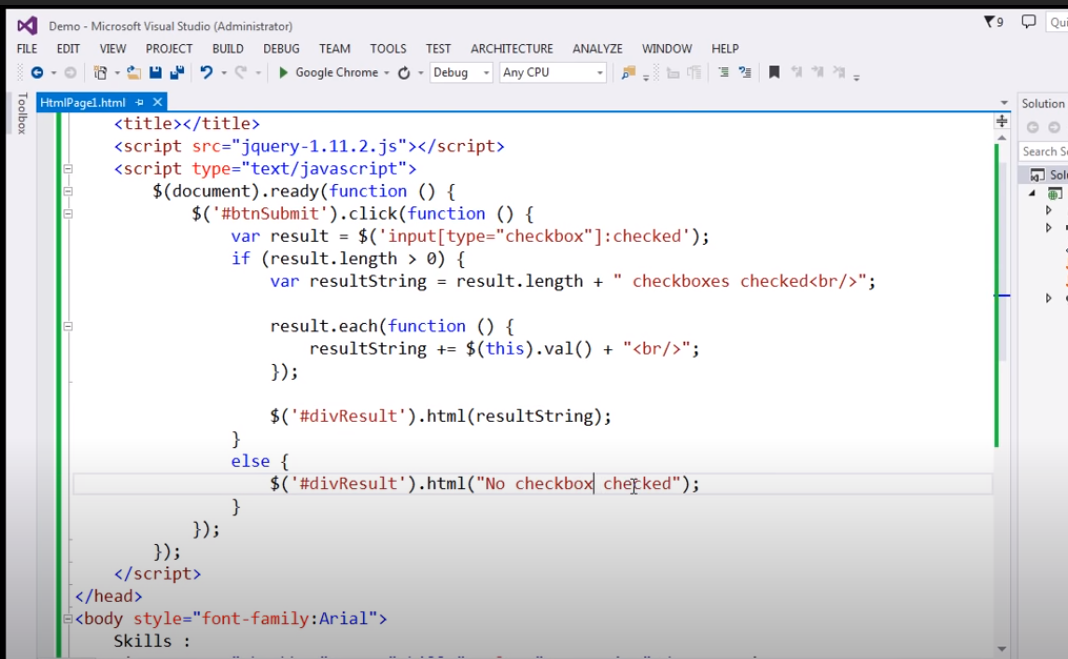 Demo - Microsoft Visual Studio (Administrator)
9
Qui
FILE EDIT VIEW PROJECT BUILD DEBUG TEAM TOOLS TEST ARCHITECTURE ANALYZE WINDOW HELP
Google Chrome Debug Any CPU
Toolbox
HtmlPage1.html
Solution
Search So
Sol
<title></title>
<script src="jquery-1.11.2.js"></script>
<script type="text/javascript">
$(document).ready(function () {
$('#btnSubmit').click(function () {
var result = $('input[type="checkbox"]:checked');
if (result.length > 0) {
var resultString = result.length + " checkboxes checked<br/>";
result.each(function () {
resultString += $(this).val() + "<br/>";
});
$('#divResult').html(resultString);
}
else {
$('#divResult').html("No checkbox checked");
}
});
});
</script>
</head>
<body style="font-family:Arial">
Skills :